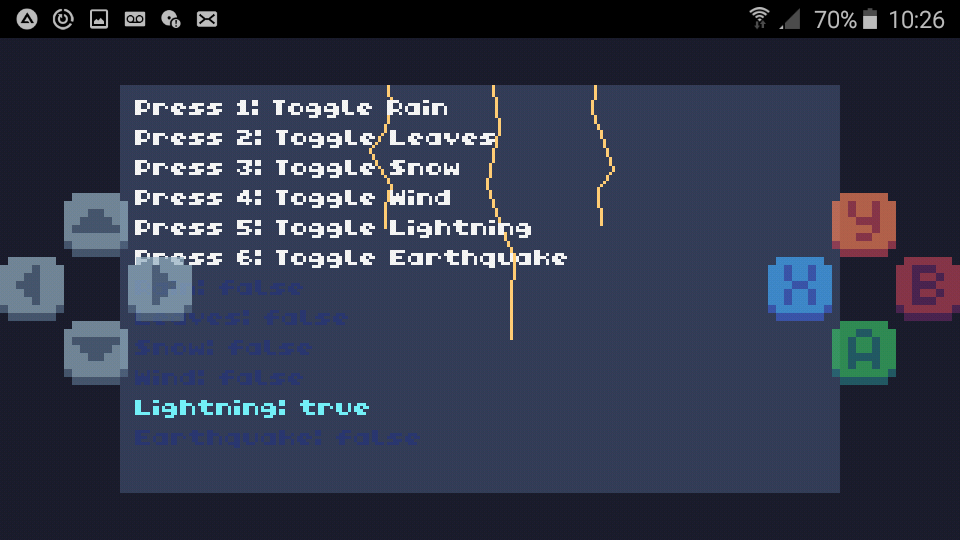 70% 10:26
Press 1: Toggle Rain
Press 2: Toggle Leaves
Press 3: Toggle Snow
Press 4: Toggle Wind
Press 5: Toggle Lightning
Press 6: Toggle Earthquake
false
Leaves: false
Snow: false
Wind: false
Lightning: true
Earthquake: false
Y
X B
A